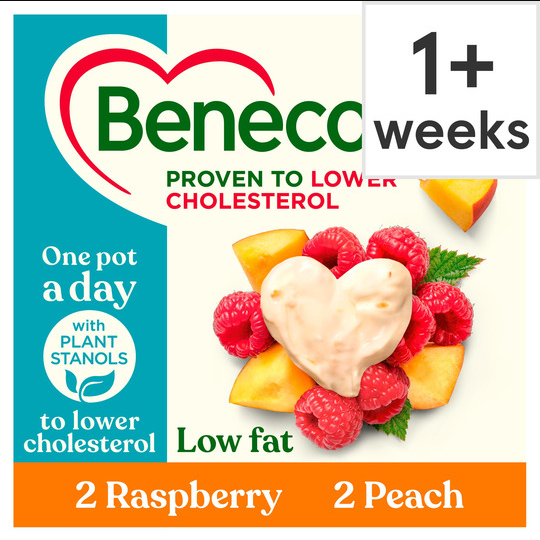 1+
weeks
Beneco
PROVEN TO LOWER
CHOLESTEROL
One pot
a day
with
PLANT
STANOLS
to lower
cholesterol
Low fat
2 Raspberry 2 Peach